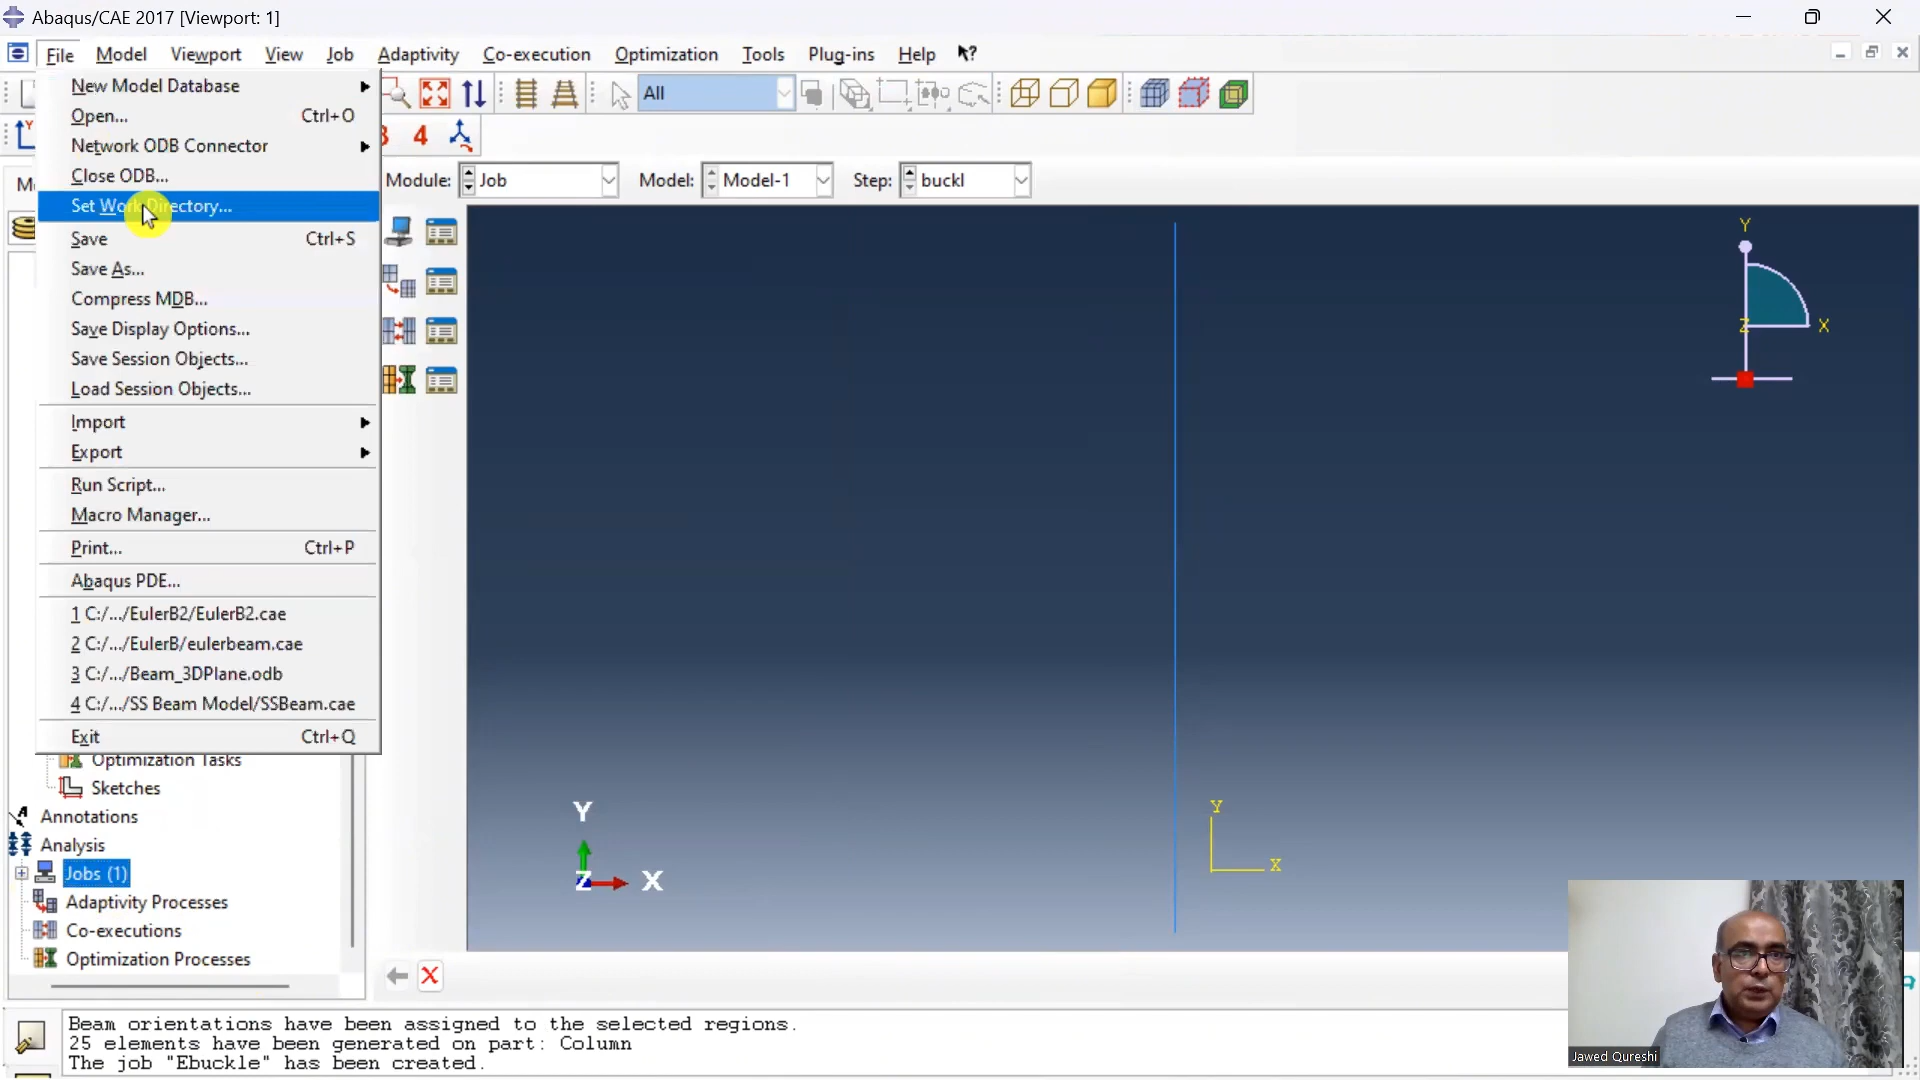 Abaqus/CAE 2017 [Viewport: 1]
File Model Viewport View Job Adaptivity Co-execution Optimization Tools Plug-ins Help
New Model Database
Open... Ctrl+O
Network ODB Connector
Close ODB...
Set Work Directory...
Save Ctrl+S
Save As...
Compress MDB...
Save Display Options...
Save Session Objects...
Load Session Objects...
Import
Export
Run Script...
Macro Manager...
Print... Ctrl+P
Abaqus PDE...
1 C:/.../EulerB2/EulerB2.cae
2 C:/.../EulerB/eulerbeam.cae
3 C:/.../Beam_3DPlane.odb
4 C:/.../SS Beam Model/SSBeam.cae
Exit Ctrl+Q
All
4
Module: Job Model: Model-1 Step: buckl
Y
Z X
Y
Z X
Y
X
Optimization Tasks
Sketches
Annotations
Analysis
Jobs (1)
Adaptivity Processes
Co-executions
Optimization Processes
Beam orientations have been assigned to the selected regions.
25 elements have been generated on part: Column
The job "Ebuckle" has been created.
Jawed Qureshi